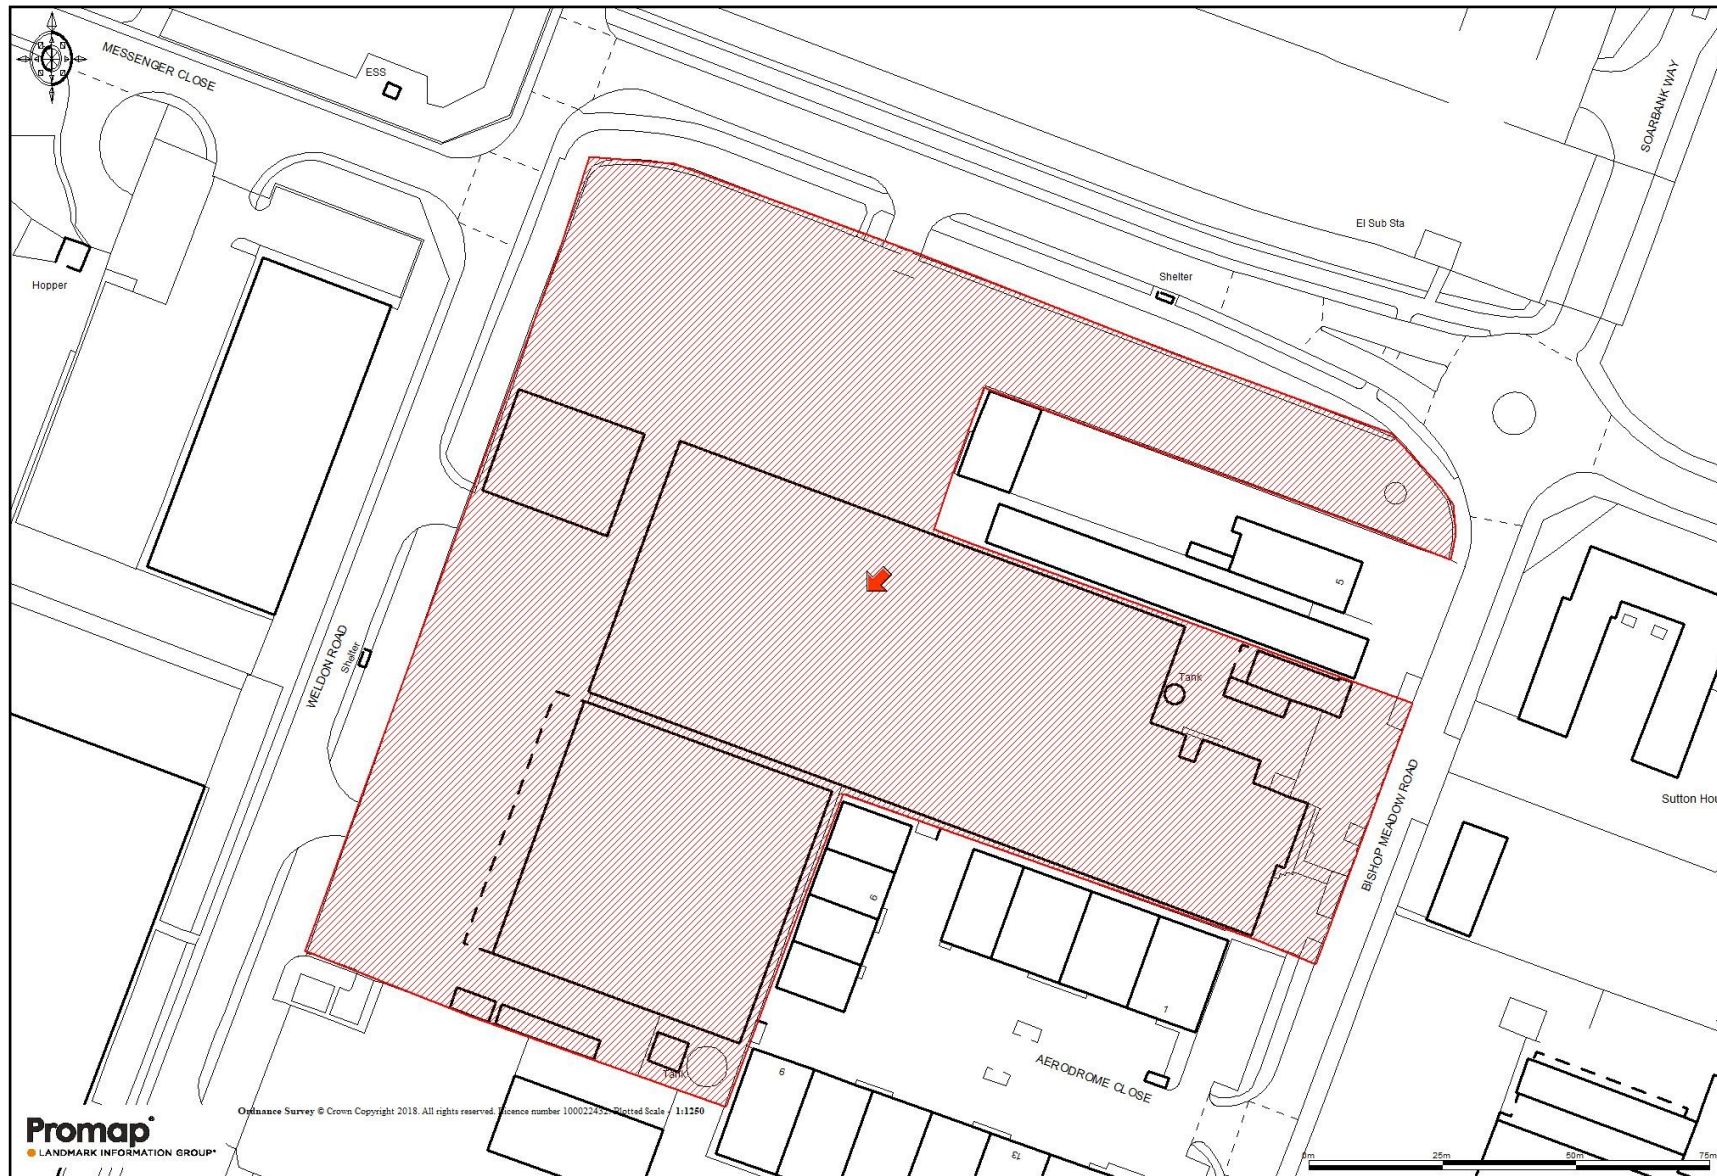 MESSENGER CLOSE
ESS
SOARBANK WAY
El Sub Sta
Shelter
Hopper
5
WELDON ROAD
Shelter
Tank
Sutton Hou
BISHOP MEADOW ROAD
9
1
AERODROME CLOSE
6
Tank
13
Ordnance Survey © Crown Copyright 2018. All rights reserved. Licence number 100022432. Plotted Scale - 1:1250
Promap®
LANDMARK INFORMATION GROUP®
0m 25m 50m 75m